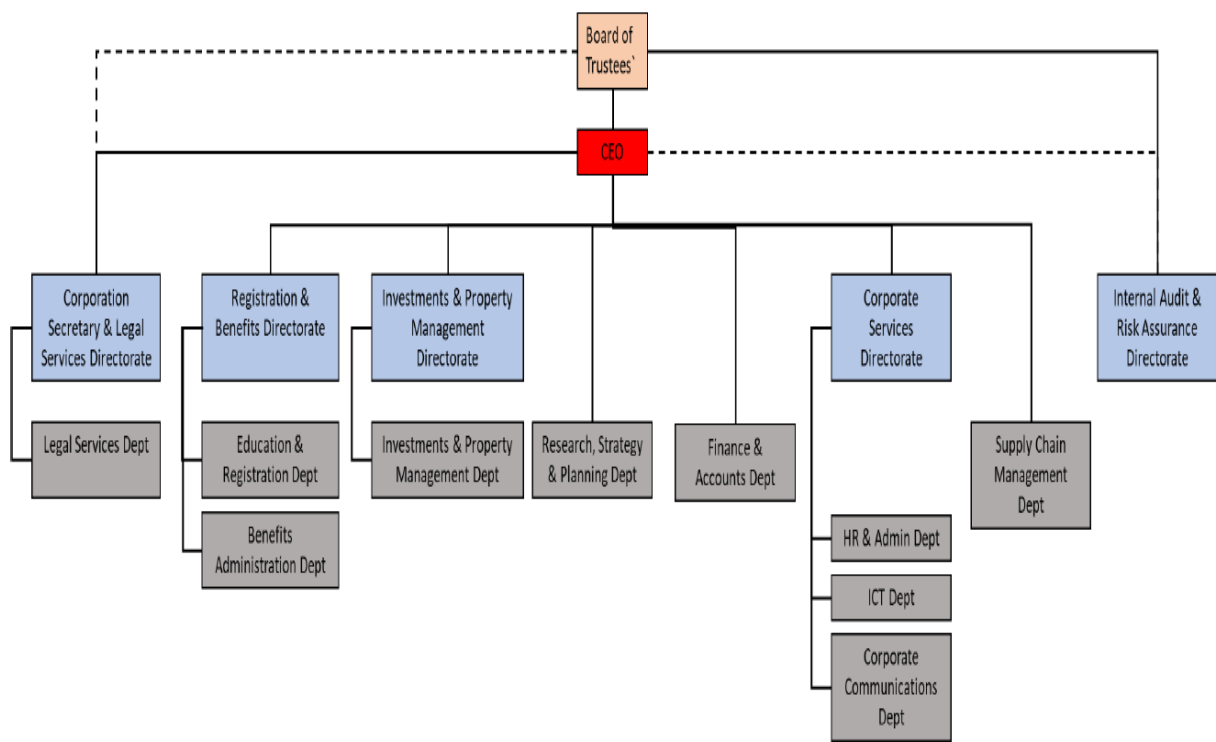 Board of
Trustees`
CEO
Corporation
Secretary & Legal
Services Directorate
Registration &
Benefits Directorate
Investments & Property
Management
Directorate
Corporate
Services
Directorate
Internal Audit &
Risk Assurance
Directorate
Legal Services Dept
Education &
Registration Dept
Investments & Property
Management Dept
Research, Strategy
& Planning Dept
Finance &
Accounts Dept
Supply Chain
Management
Dept
Benefits
Administration Dept
HR & Admin Dept
ICT Dept
Corporate
Communications
Dept